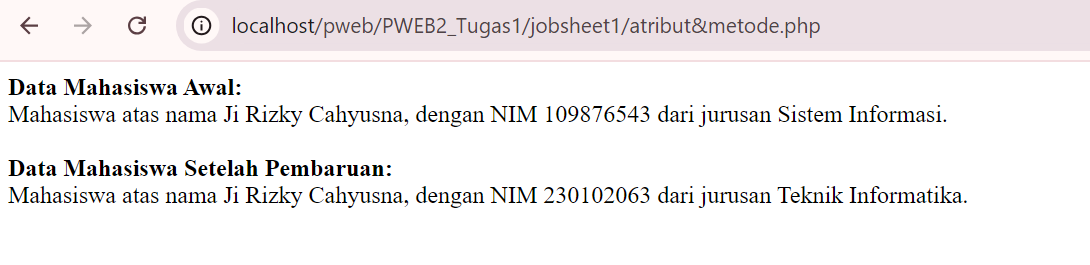 localhost/pweb/PWEB2_Tugas1/jobsheet1/atribut&metode.php
Data Mahasiswa Awal:
Mahasiswa atas nama Ji Rizky Cahyusna, dengan NIM 109876543 dari jurusan Sistem Informasi.
Data Mahasiswa Setelah Pembaruan:
Mahasiswa atas nama Ji Rizky Cahyusna, dengan NIM 230102063 dari jurusan Teknik Informatika.